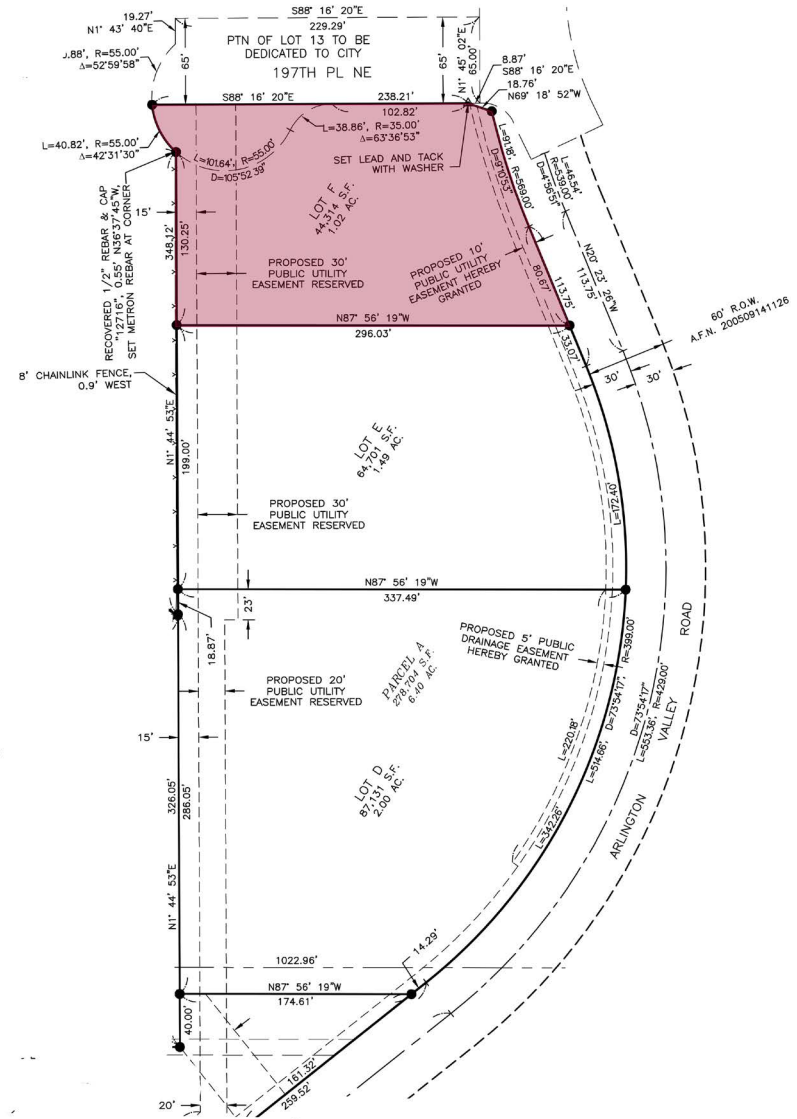 19.27'
N1° 43' 40"E
S88° 16' 20"E
229.29'
PTN OF LOT 13 TO BE
DEDICATED TO CITY
197TH PL NE
65'
65'
N1° 45' 02"E
65.00'
8.87'
S88° 16' 20"E
18.76'
N69° 18' 52"W
J.88', R=55.00'
Δ=52°59'58"
S88° 16' 20"E
238.21'
102.82'
L=38.86', R=35.00'
Δ=63°36'53"
L=40.82', R=55.00'
Δ=42°31'30"
L=101.64', R=55.00'
D=105°52.39"
SET LEAD AND TACK
WITH WASHER
L=91.18', R=569.00'
D=9°10'53"
L=46.54'
R=539.00'
D=4°56'51"
RECOVERED 1/2" REBAR & CAP
"12716", 0.55' N36°37'45"W,
SET METRON REBAR AT CORNER
15'
348.12'
130.25'
LOT F
44,314 S.F.
1.02 AC.
PROPOSED 30'
PUBLIC UTILITY
EASEMENT RESERVED
PROPOSED 10'
PUBLIC UTILITY
EASEMENT HEREBY
GRANTED
80.67'
113.75'
N20° 23' 26"W
113.75'
60' R.O.W.
A.F.N. 200509141126
N87° 56' 19"W
296.03'
33.07'
30'
30'
8' CHAINLINK FENCE,
0.9' WEST
N1° 44' 53"E
199.00'
LOT E
64,701 S.F.
1.49 AC.
L=172.40'
PROPOSED 30'
PUBLIC UTILITY
EASEMENT RESERVED
N87° 56' 19"W
337.49'
23'
18.87'
PROPOSED 5' PUBLIC
DRAINAGE EASEMENT
HEREBY GRANTED
PARCEL A
278,704 S.F.
6.40 AC.
PROPOSED 20'
PUBLIC UTILITY
EASEMENT RESERVED
15'
L=220.18'
L=514.66', D=73°54'17" R=399.00'
D=73°54'17"
L=553.36', R=429.00'
ARLINGTON VALLEY ROAD
326.05'
286.05'
LOT D
87,131 S.F.
2.00 AC.
L=342.26'
N1° 44' 53"E
14.29'
1022.96'
N87° 56' 19"W
174.61'
40.00'
161.32'
259.52'
20'